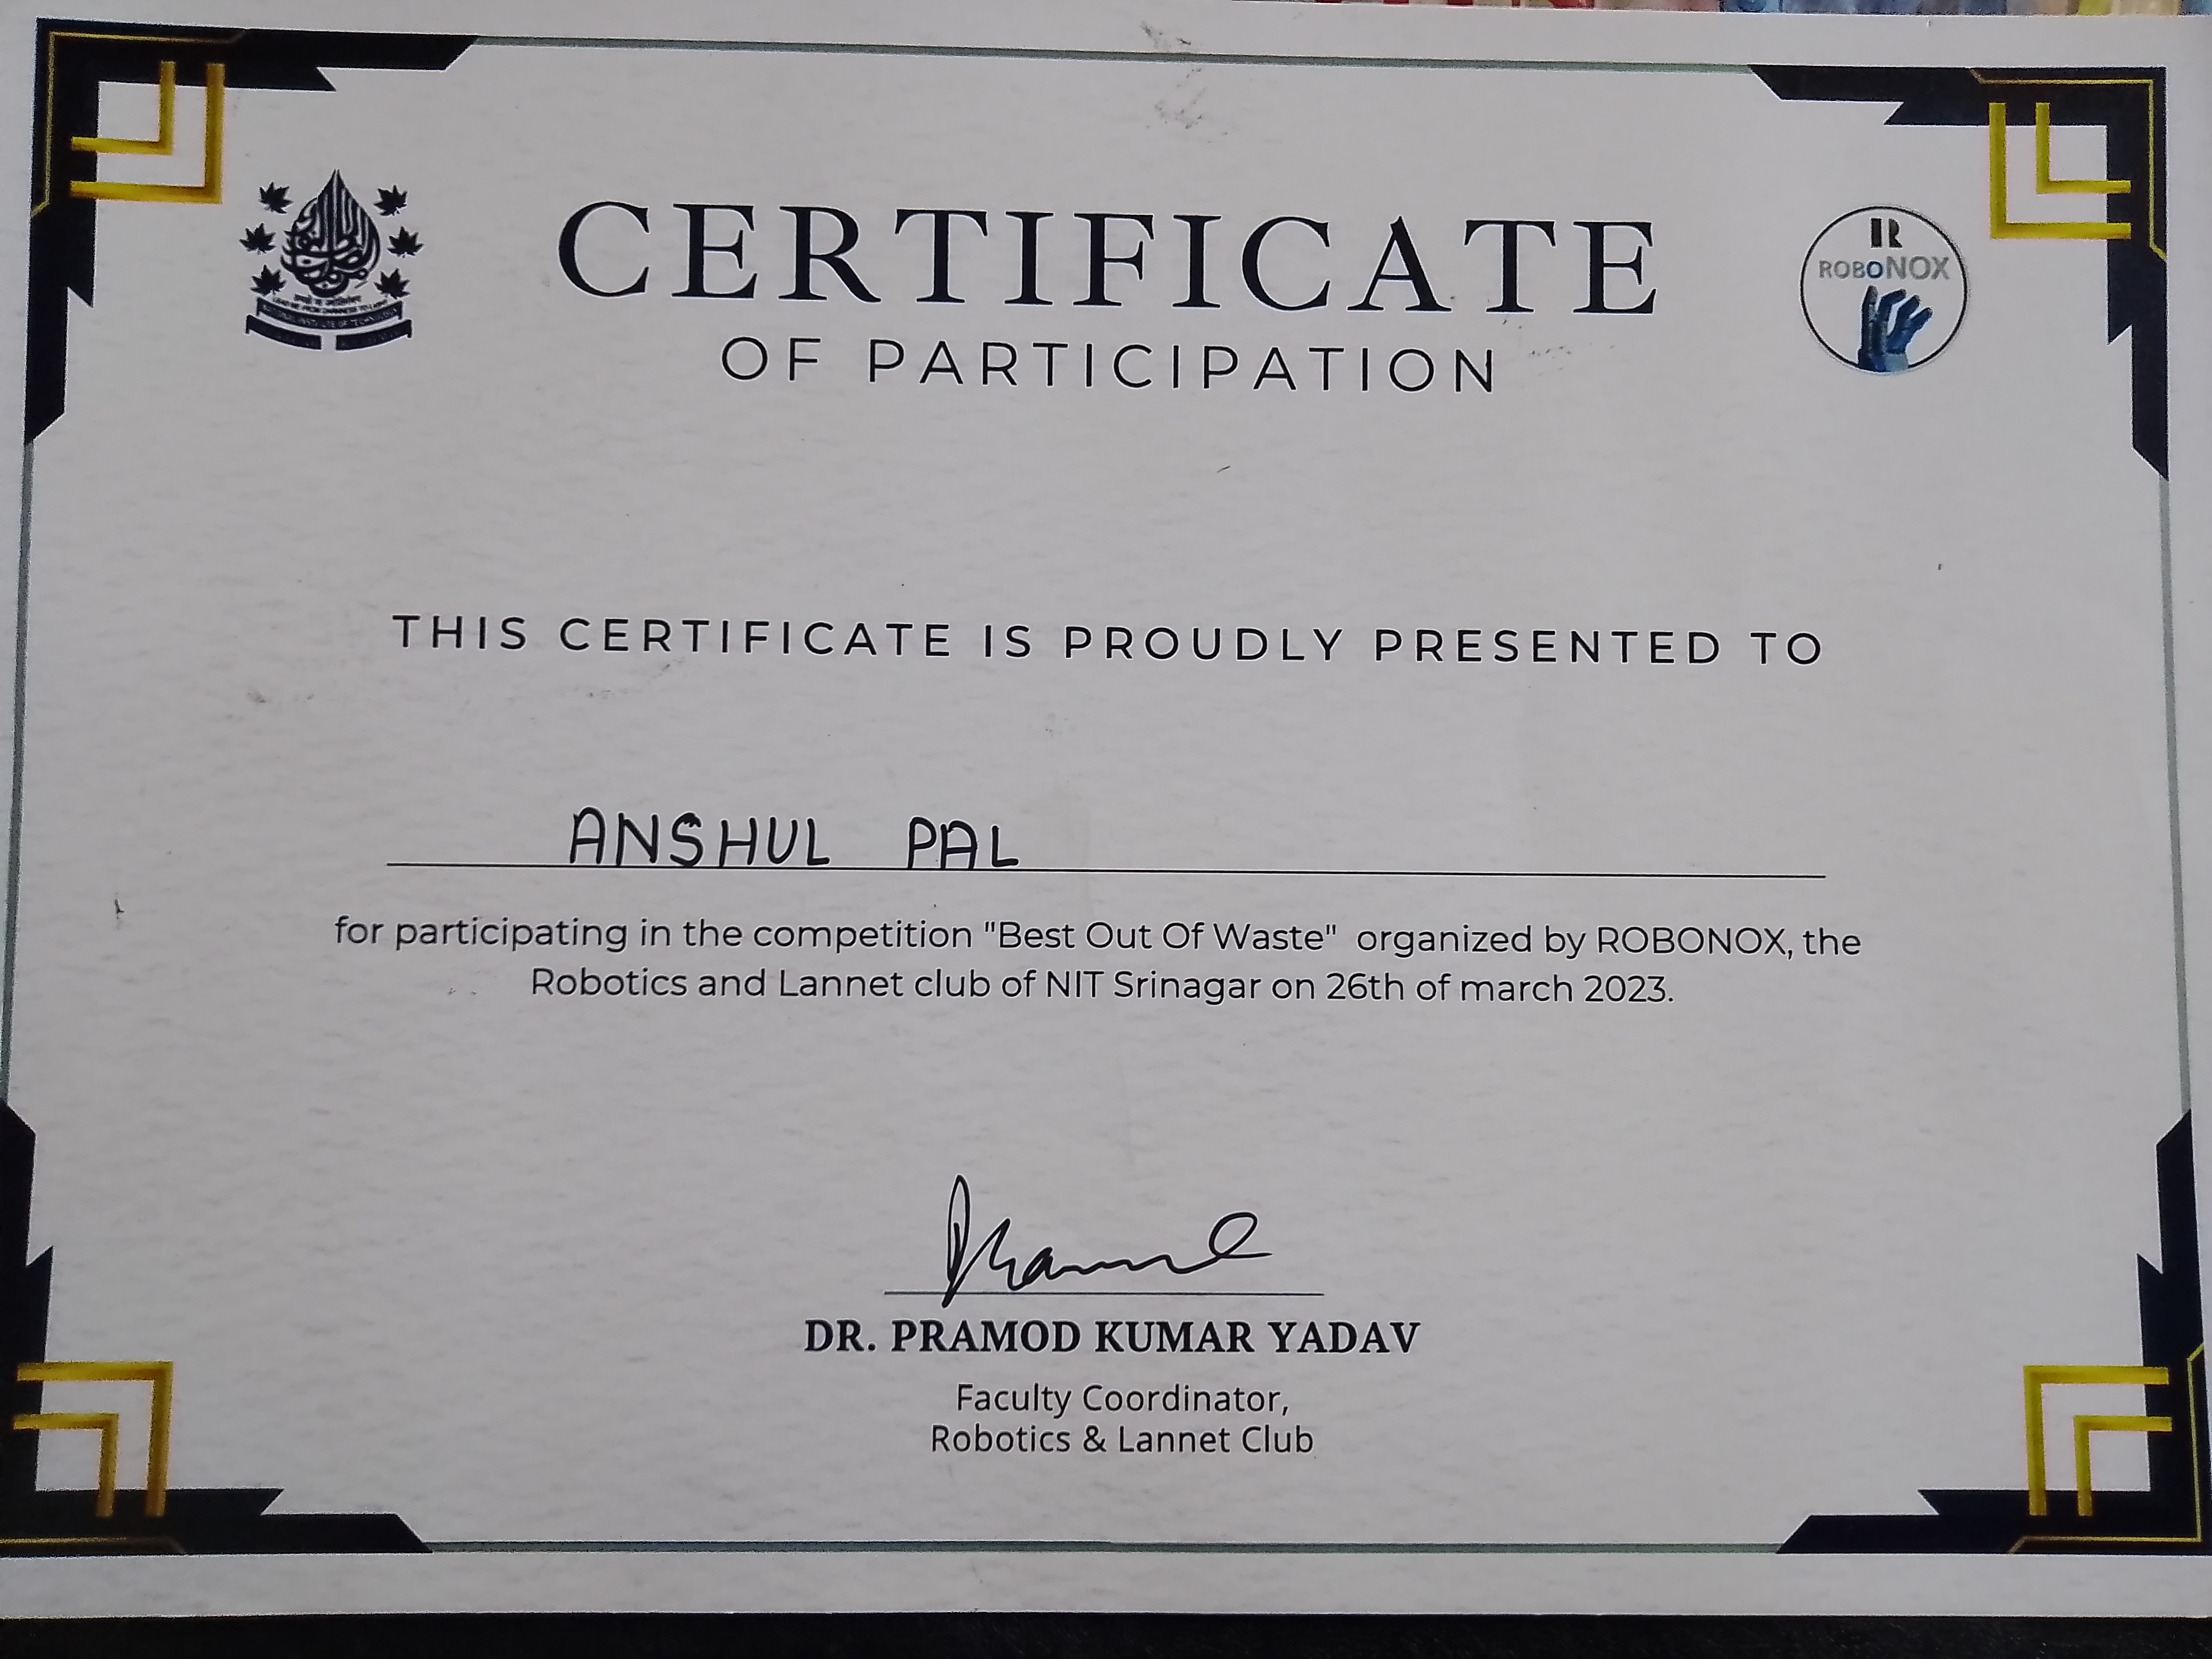 CERTIFICATE
OF PARTICIPATION
R
ROBONOX
THIS CERTIFICATE IS PROUDLY PRESENTED TO
ANSHUL PAL
for participating in the competition "Best Out Of Waste" organized by ROBONOX, the
Robotics and Lannet club of NIT Srinagar on 26th of march 2023.
DR. PRAMOD KUMAR YADAV
Faculty Coordinator,
Robotics & Lannet Club